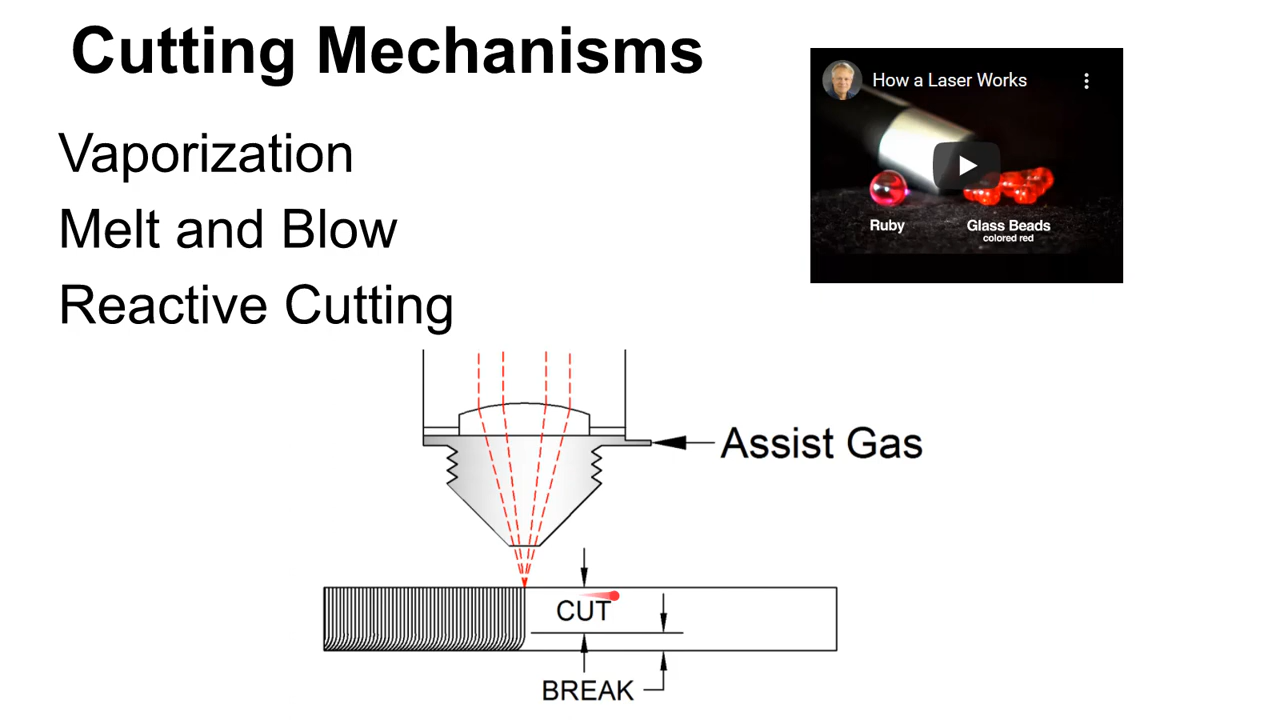 Cutting Mechanisms
Vaporization
Melt and Blow
Reactive Cutting
How a Laser Works
Ruby
Glass Beads
colored red
Assist Gas
CUT
BREAK